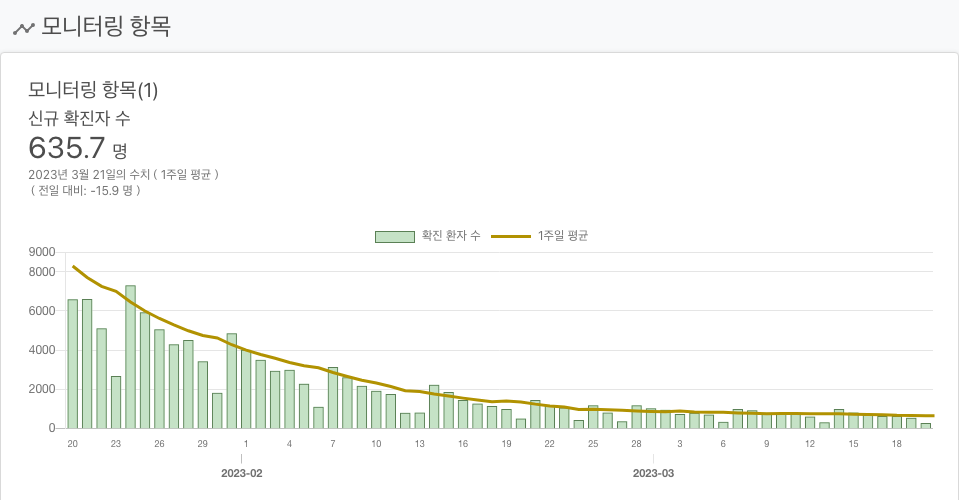 모니터링 항목
모니터링 항목(1)
신규 확진자 수
635.7 명
2023년 3월 21일의 수치 ( 1주일 평균 )
( 전일 대비: -15.9 명 )
확진 환자 수 1주일 평균
9000
8000
6000
4000
2000
0
20 23 26 29 1 4 7 10 13 16 19 22 25 28 3 6 9 12 15 18
2023-02 2023-03